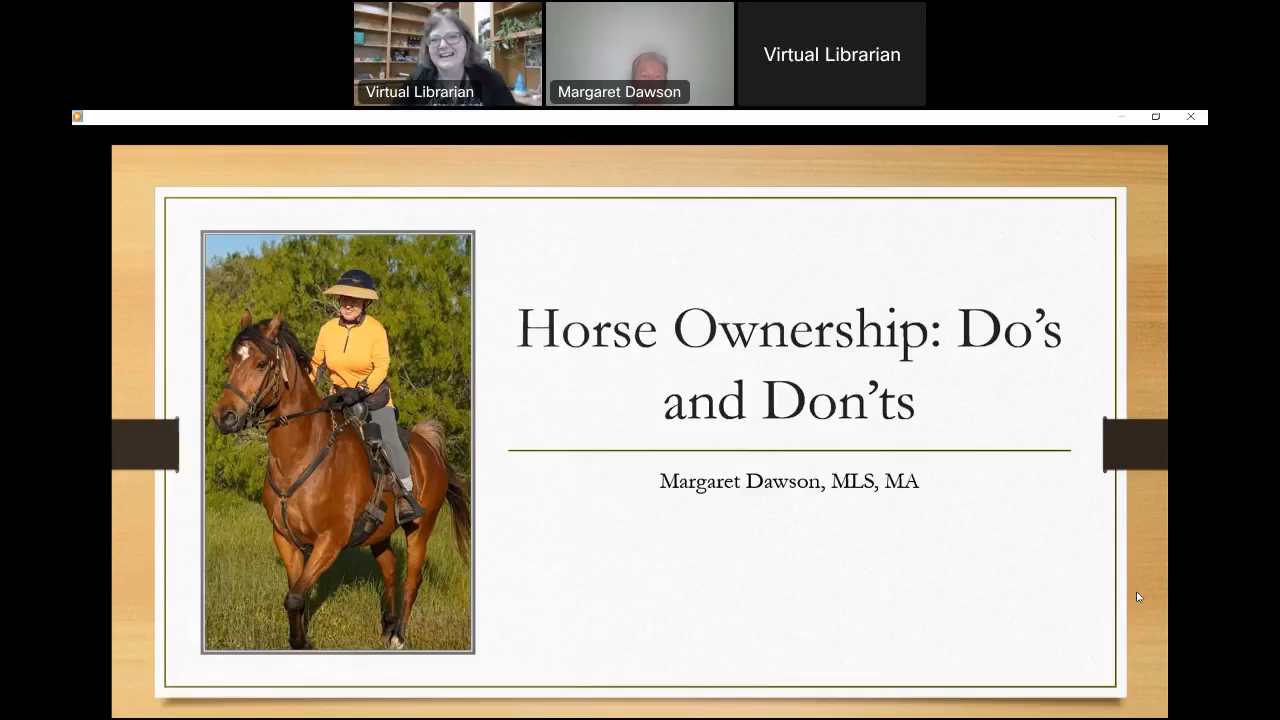 Virtual Librarian
Margaret Dawson
Virtual Librarian
Horse Ownership: Do’s
and Don’ts
Margaret Dawson, MLS, MA